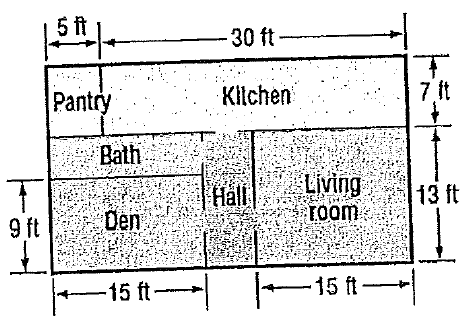 5 ft
30 ft
Pantry
Kitchen
7 ft
Bath
Hall
Living
room
13 ft
9 ft
Den
15 ft
15 ft